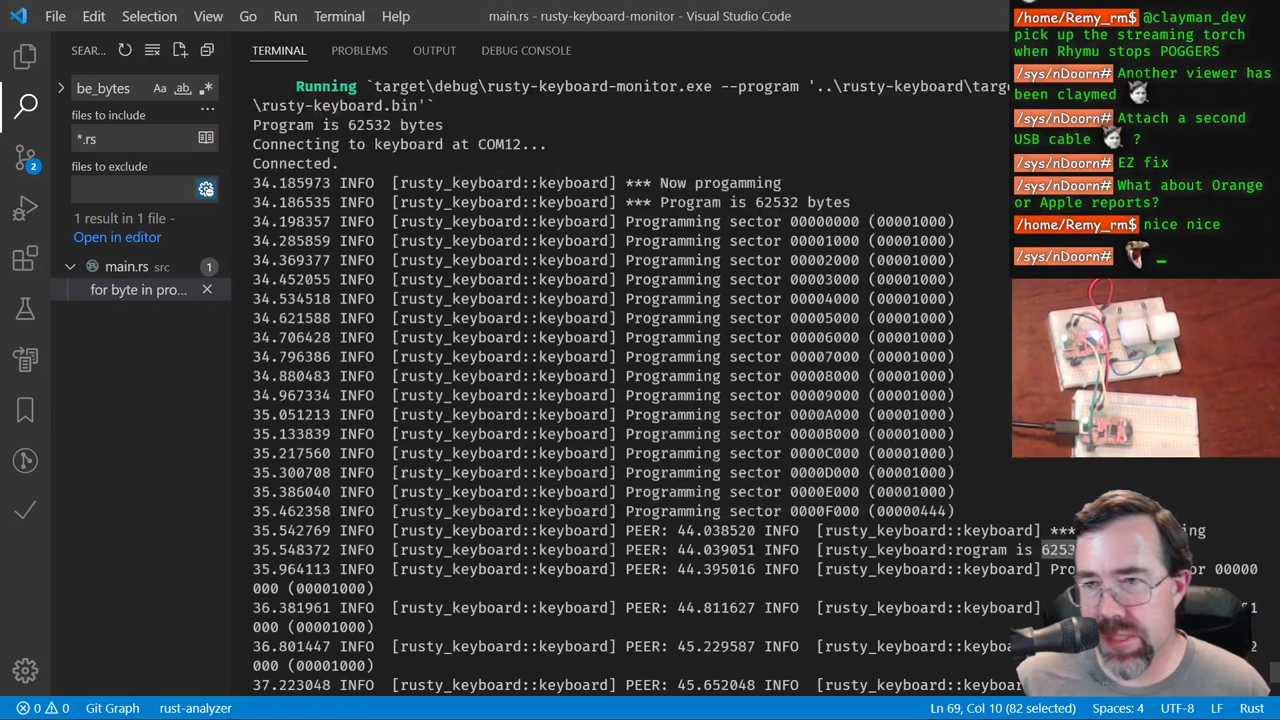 File Edit Selection View Go Run Terminal Help
main.rs - rusty-keyboard-monitor - Visual Studio Code
SEAR...
be_bytes Aa ab .*
files to include
*.rs
files to exclude
1 result in 1 file -
Open in editor
main.rs src 1
for byte in pro...
2
TERMINAL PROBLEMS OUTPUT DEBUG CONSOLE
Running `target\debug\rusty-keyboard-monitor.exe --program '..\rusty-keyboard\targe
\rusty-keyboard.bin'`
Program is 62532 bytes
Connecting to keyboard at COM12...
Connected.
34.185973 INFO [rusty_keyboard::keyboard] *** Now progamming
34.186535 INFO [rusty_keyboard::keyboard] *** Program is 62532 bytes
34.198357 INFO [rusty_keyboard::keyboard] Programming sector 00000000 (00001000)
34.285859 INFO [rusty_keyboard::keyboard] Programming sector 00001000 (00001000)
34.369377 INFO [rusty_keyboard::keyboard] Programming sector 00002000 (00001000)
34.452055 INFO [rusty_keyboard::keyboard] Programming sector 00003000 (00001000)
34.534518 INFO [rusty_keyboard::keyboard] Programming sector 00004000 (00001000)
34.621588 INFO [rusty_keyboard::keyboard] Programming sector 00005000 (00001000)
34.706428 INFO [rusty_keyboard::keyboard] Programming sector 00006000 (00001000)
34.796386 INFO [rusty_keyboard::keyboard] Programming sector 00007000 (00001000)
34.880483 INFO [rusty_keyboard::keyboard] Programming sector 00008000 (00001000)
34.967334 INFO [rusty_keyboard::keyboard] Programming sector 00009000 (00001000)
35.051213 INFO [rusty_keyboard::keyboard] Programming sector 0000A000 (00001000)
35.133839 INFO [rusty_keyboard::keyboard] Programming sector 0000B000 (00001000)
35.217560 INFO [rusty_keyboard::keyboard] Programming sector 0000C000 (00001000)
35.300708 INFO [rusty_keyboard::keyboard] Programming sector 0000D000 (00001000)
35.386040 INFO [rusty_keyboard::keyboard] Programming sector 0000E000 (00001000)
35.462358 INFO [rusty_keyboard::keyboard] Programming sector 0000F000 (00000444)
35.542769 INFO [rusty_keyboard::keyboard] PEER: 44.038520 INFO [rusty_keyboard::keyboard] ***
35.548372 INFO [rusty_keyboard::keyboard] PEER: 44.039051 INFO [rusty_keyboard:rogram is 6253
35.964113 INFO [rusty_keyboard::keyboard] PEER: 44.395016 INFO [rusty_keyboard::keyboard] Pro or 00000
000 (00001000)
36.381961 INFO [rusty_keyboard::keyboard] PEER: 44.811627 INFO [rusty_keyboard::keyboard]
000 (00001000)
36.801447 INFO [rusty_keyboard::keyboard] PEER: 45.229587 INFO [rusty_keyboard::keyboard]
000 (00001000)
37.223048 INFO [rusty_keyboard::keyboard] PEER: 45.652048 INFO [rusty_keyboard::keyboard]
/home/Remy_rm$ @clayman_dev
pick up the streaming torch
when Rhymu stops POGGERS
/sys/nDoorn# Another viewer has
been claymed
/sys/nDoorn# Attach a second
USB cable ?
/sys/nDoorn# EZ fix
/sys/nDoorn# What about Orange
or Apple reports?
/home/Remy_rm$ nice nice
/sys/nDoorn# _
0 0 Git Graph rust-analyzer
Ln 69, Col 10 (82 selected) Spaces: 4 UTF-8 LF Rust